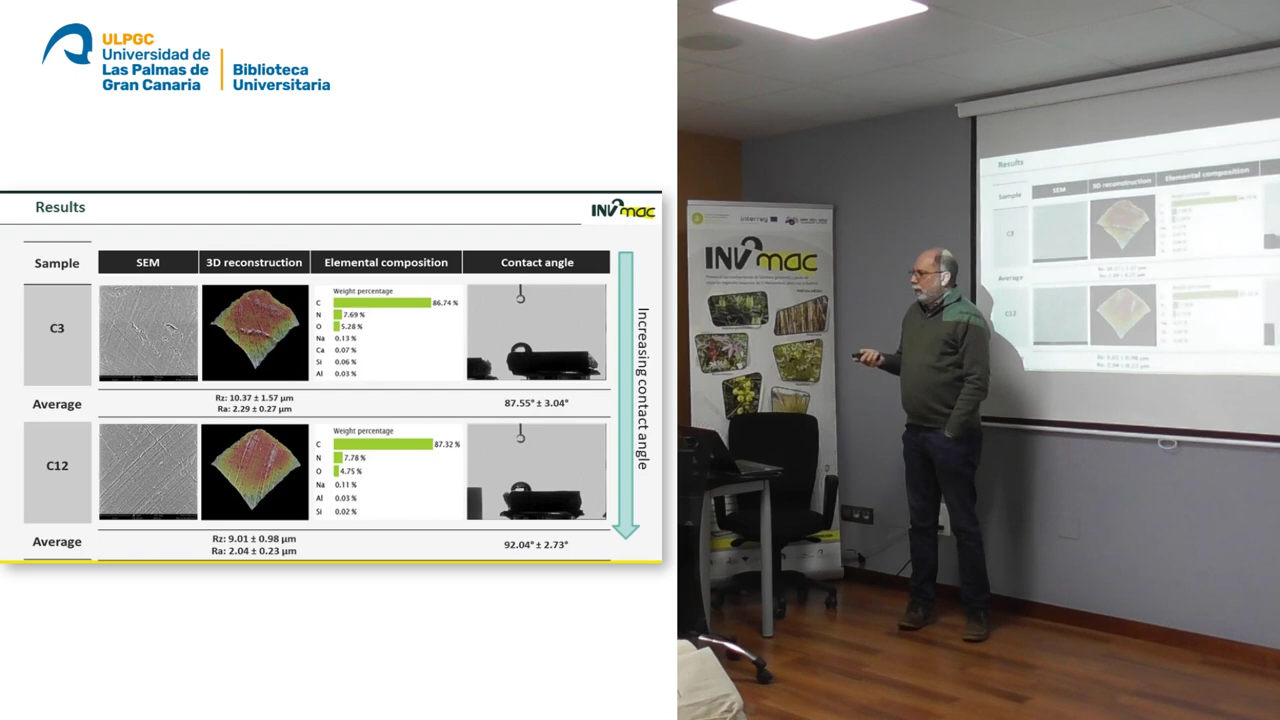 ULPGC
Universidad de
Las Palmas de
Gran Canaria
Biblioteca
Universitaria
Results
INVmac
Sample
SEM
3D reconstruction
Elemental composition
Contact angle
C3
Weight percentage
C 86.74 %
N 7.69 %
O 5.28 %
Na 0.13 %
Ca 0.07 %
Si 0.06 %
Al 0.03 %
Average
Rz: 10.37 ± 1.57 µm
Ra: 2.29 ± 0.27 µm
87.55° ± 3.04°
C12
Weight percentage
C 87.32 %
N 7.78 %
O 4.75 %
Na 0.11 %
Al 0.03 %
Si 0.02 %
Average
Rz: 9.01 ± 0.98 µm
Ra: 2.04 ± 0.23 µm
92.04° ± 2.73°
Increasing contact angle
interreg
INVmac
Results
Sample
SEM
3D reconstruction
Elemental composition
C3
Average
C12
Average